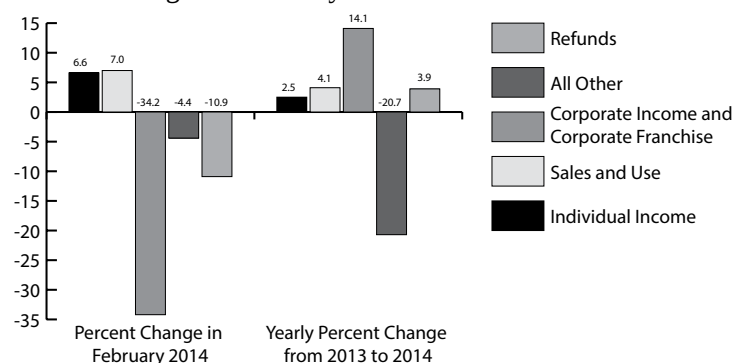 15
10
5
0
-5
-10
-15
-20
-25
-30
-35
6.6
7.0
-34.2
-4.4
-10.9
2.5
4.1
14.1
-20.7
3.9
Percent Change in
February 2014
Yearly Percent Change
from 2013 to 2014
Refunds
All Other
Corporate Income and
Corporate Franchise
Sales and Use
Individual Income